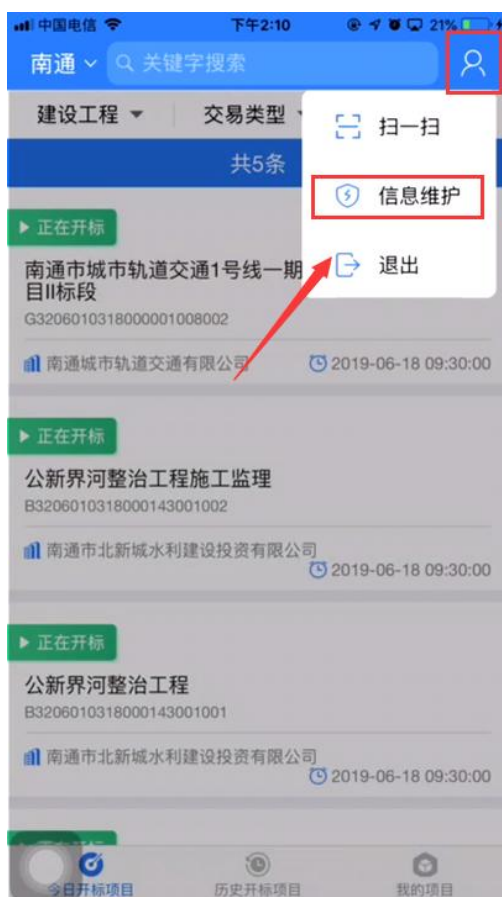 中国电信 下午2:10 21%
南通 关键字搜索
建设工程 交易类型
扫一扫
共5条
信息维护
正在开标
退出
南通市城市轨道交通1号线一期
目II标段
G3206010318000001008002
南通城市轨道交通有限公司 2019-06-18 09:30:00
正在开标
公新界河整治工程施工监理
B3206010318000143001002
南通市北新城水利建设投资有限公司
2019-06-18 09:30:00
正在开标
公新界河整治工程
B3206010318000143001001
南通市北新城水利建设投资有限公司
2019-06-18 09:30:00
今日开标项目 历史开标项目 我的项目